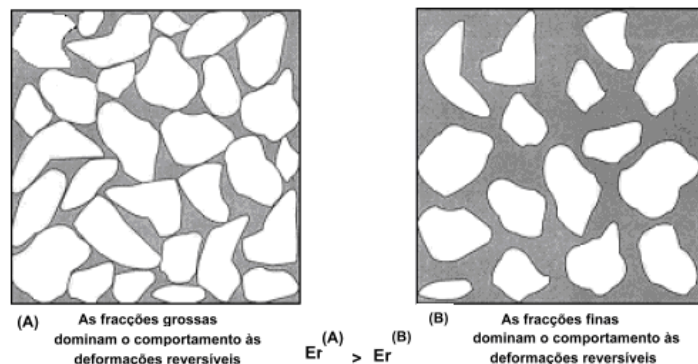 (A) As fracções grossas
dominam o comportamento às
deformações reversíveis
Er (A) > Er (B)
(B) As fracções finas
dominam o comportamento às
deformações reversíveis